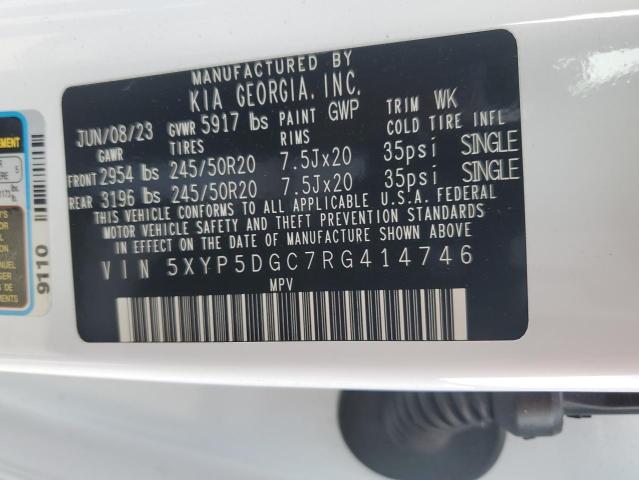 MANUFACTURED BY
KIA GEORGIA, INC.
JUN/08/23 GVWR 5917 lbs PAINT GWP TRIM WK
GAWR TIRES RIMS COLD TIRE INFL
FRONT 2954 lbs 245/50R20 7.5Jx20 35psi SINGLE
REAR 3196 lbs 245/50R20 7.5Jx20 35psi SINGLE
THIS VEHICLE CONFORMS TO ALL APPLICABLE U.S.A. FEDERAL
MOTOR VEHICLE SAFETY AND THEFT PREVENTION STANDARDS
IN EFFECT ON THE DATE OF MANUFACTURE SHOWN ABOVE.
VIN 5XYP5DGC7RG414746
MPV
5
9110